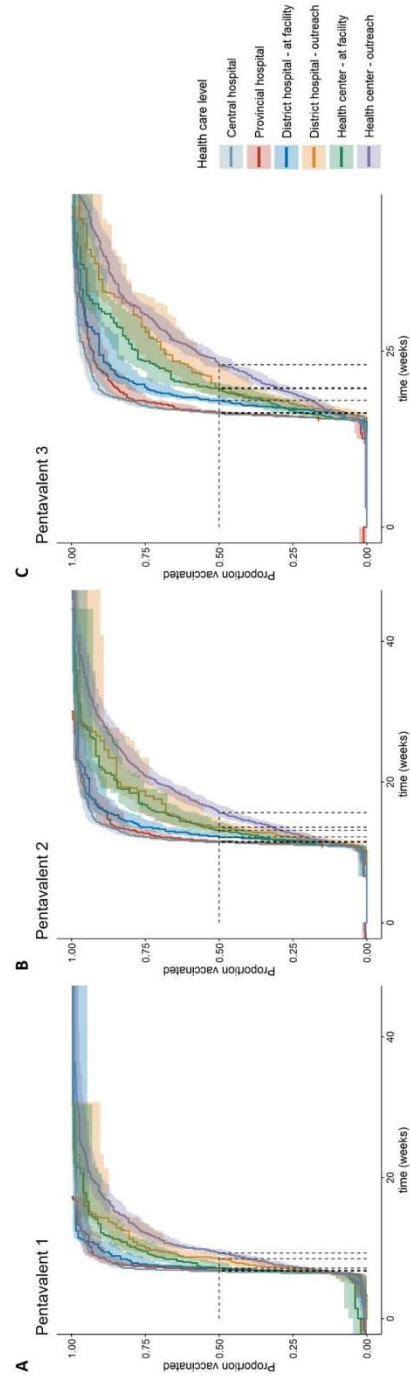 A
Pentavalent 1
Proportion vaccinated
1.00
0.75
0.50
0.25
0.00
0
20
40
time (weeks)
B
Pentavalent 2
Proportion vaccinated
1.00
0.75
0.50
0.25
0.00
0
20
40
time (weeks)
C
Pentavalent 3
Proportion vaccinated
1.00
0.75
0.50
0.25
0.00
0
25
time (weeks)
Health care level
Central hospital
Provincial hospital
District hospital - at facility
District hospital - outreach
Health center - at facility
Health center - outreach